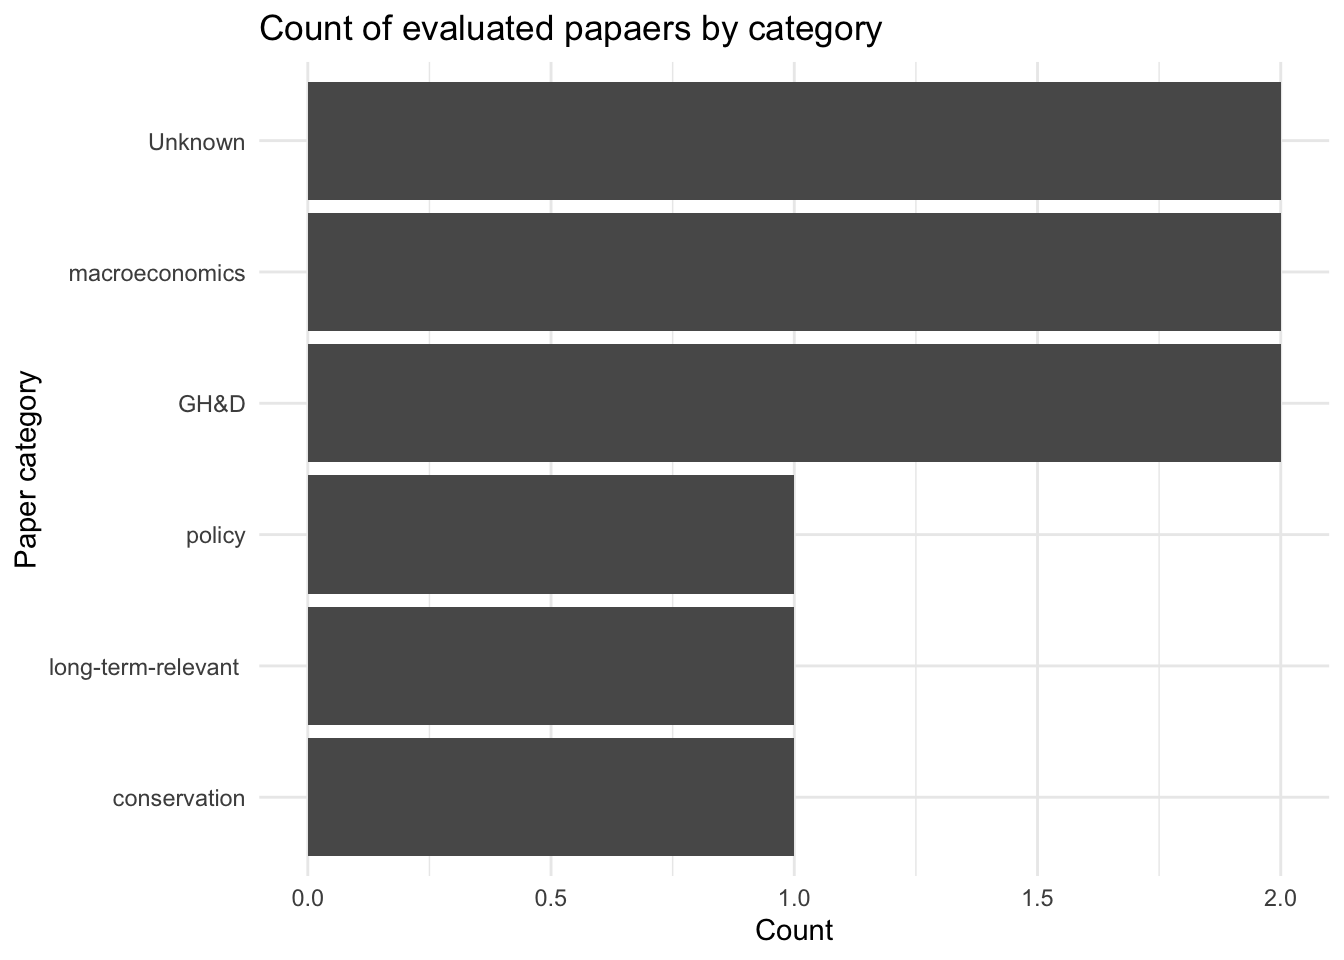 Count of evaluated papaers by category
Unknown
macroeconomics
GH&D
policy
long-term-relevant
conservation
Paper category
0.0 0.5 1.0 1.5 2.0
Count